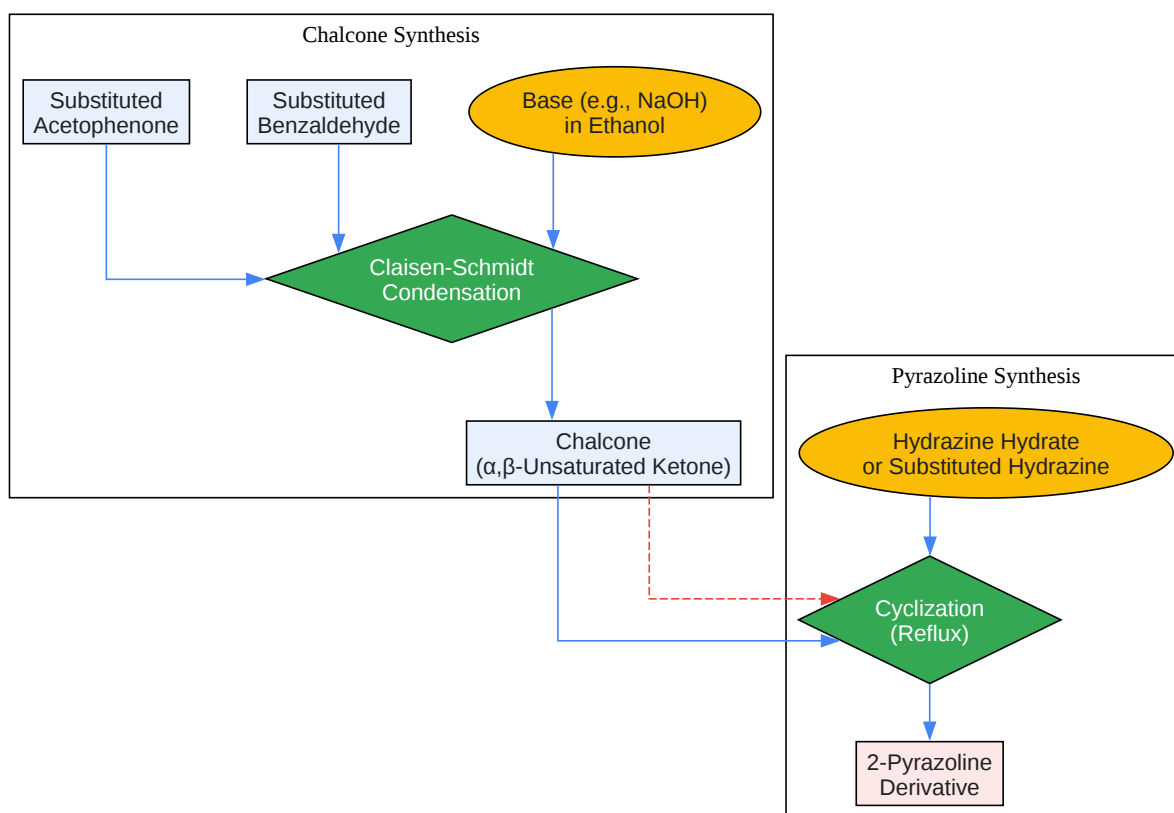 Chalcone Synthesis
Substituted
Acetophenone
Substituted
Benzaldehyde
Base (e.g., NaOH)
in Ethanol
Claisen-Schmidt
Condensation
Chalcone
(α,β-Unsaturated Ketone)
Pyrazoline Synthesis
Hydrazine Hydrate
or Substituted Hydrazine
Cyclization
(Reflux)
2-Pyrazoline
Derivative